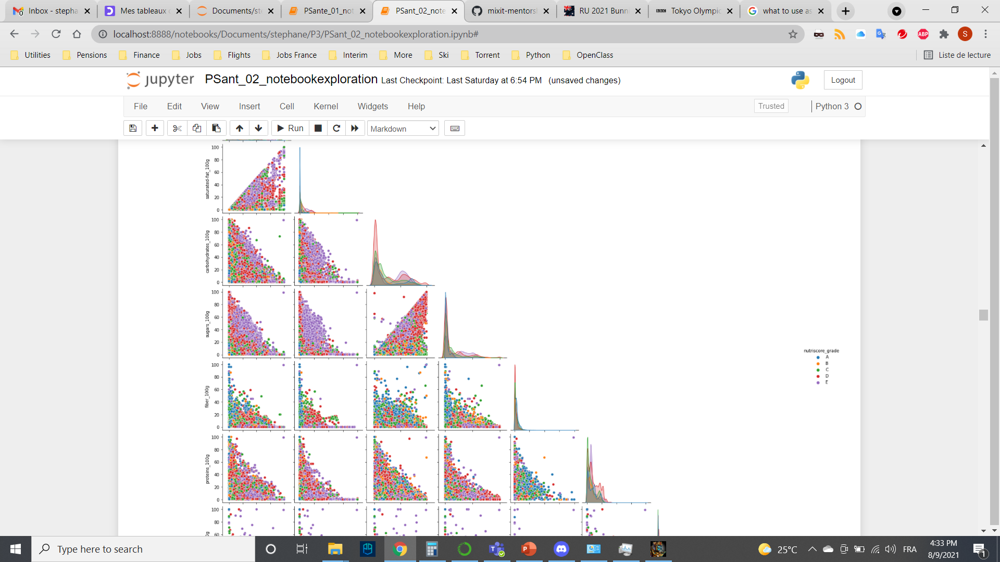 Inbox - stepha
Mes tableaux
Documents/ste
PSante_01_not
PSant_02_note
mixit-mentorsh
RU 2021 Bunn
BBC Tokyo Olympic
what to use as
localhost:8888/notebooks/Documents/stephane/P3/PSant_02_notebookexploration.ipynb#
ABP
S
Utilities
Pensions
Finance
Jobs
Flights
Jobs France
Interim
More
Ski
Torrent
Python
OpenClass
Liste de lecture
jupyter PSant_02_notebookexploration Last Checkpoint: Last Saturday at 6:54 PM (unsaved changes)
Logout
File Edit View Insert Cell Kernel Widgets Help
Trusted
Python 3
Run
Markdown
100
80
60
40
20
0
saturated-fat_100g
100
80
60
40
20
0
carbohydrates_100g
100
80
60
40
20
0
sugars_100g
100
80
60
40
20
0
fiber_100g
100
80
60
40
20
0
proteins_100g
100
80
60
nutriscore_grade
A
B
C
D
E
Type here to search
25°C
FRA
4:33 PM
8/9/2021
1